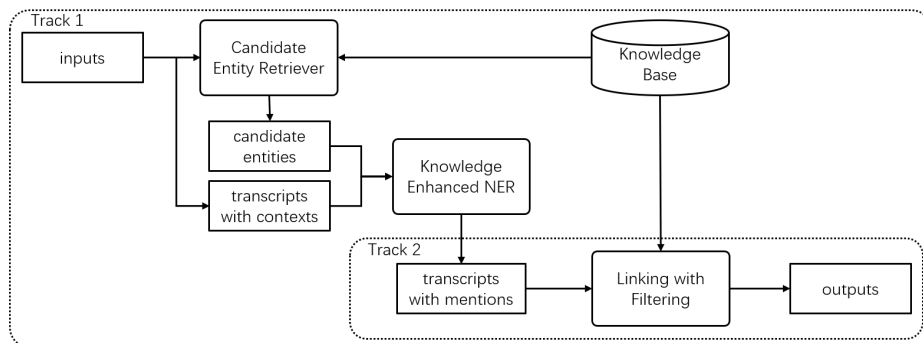 Track 1
inputs
Candidate
Entity Retriever
Knowledge
Base
candidate
entities
transcripts
with contexts
Knowledge
Enhanced NER
Track 2
transcripts
with mentions
Linking with
Filtering
outputs